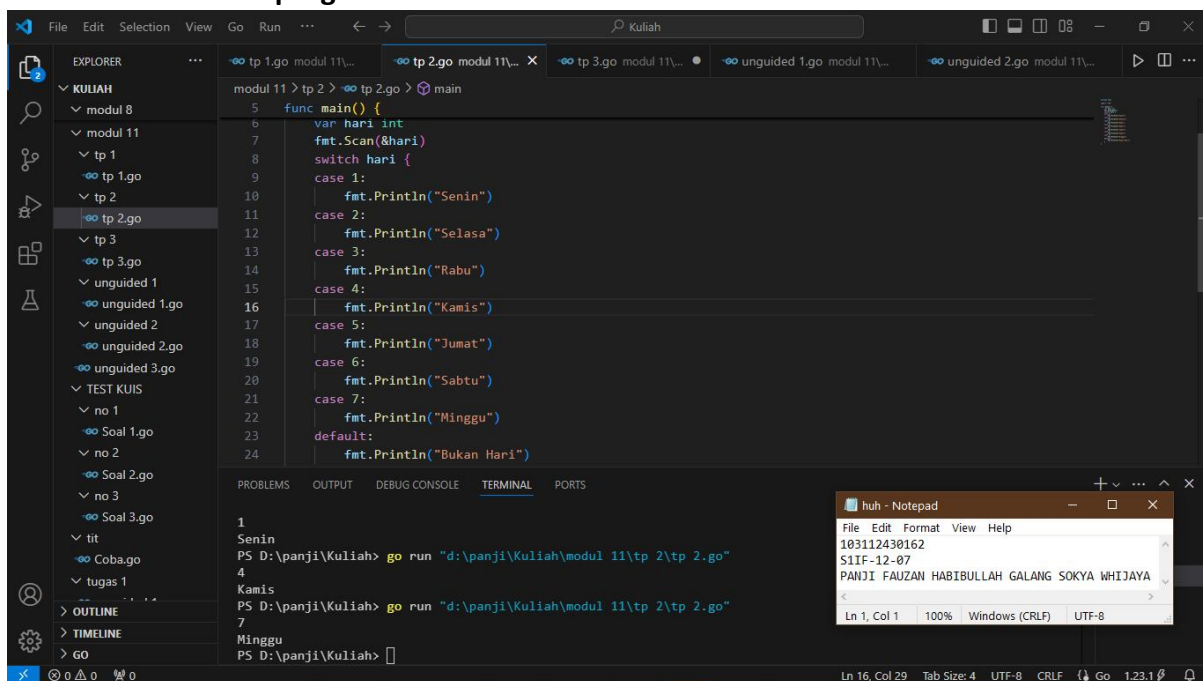 File Edit Selection View Go Run ... Kuliah
EXPLORER ...
KULIAH
modul 8
modul 11
tp 1
tp 1.go
tp 2
tp 2.go
tp 3
tp 3.go
unguided 1
unguided 1.go
unguided 2
unguided 2.go
unguided 3.go
TEST KUIS
no 1
Soal 1.go
no 2
Soal 2.go
no 3
Soal 3.go
tit
Coba.go
tugas 1
OUTLINE
TIMELINE
GO
tp 1.go modul 11\... tp 2.go modul 11\... tp 3.go modul 11\... unguided 1.go modul 11\... unguided 2.go modul 11\...
modul 11 > tp 2 > tp 2.go > main
5 func main() {
6 var hari int
7 fmt.Scan(&hari)
8 switch hari {
9 case 1:
10 fmt.Println("Senin")
11 case 2:
12 fmt.Println("Selasa")
13 case 3:
14 fmt.Println("Rabu")
15 case 4:
16 fmt.Println("Kamis")
17 case 5:
18 fmt.Println("Jumat")
19 case 6:
20 fmt.Println("Sabtu")
21 case 7:
22 fmt.Println("Minggu")
23 default:
24 fmt.Println("Bukan Hari")
PROBLEMS OUTPUT DEBUG CONSOLE TERMINAL PORTS
1
Senin
PS D:\panji\Kuliah> go run "d:\panji\Kuliah\modul 11\tp 2\tp 2.go"
4
Kamis
PS D:\panji\Kuliah> go run "d:\panji\Kuliah\modul 11\tp 2\tp 2.go"
7
Minggu
PS D:\panji\Kuliah>
huh - Notepad
File Edit Format View Help
103112430162
S1IF-12-07
PANJI FAUZAN HABIBULLAH GALANG SOKYA WHIJAYA
Ln 1, Col 1 100% Windows (CRLF) UTF-8
0 0 0 Ln 16, Col 29 Tab Size: 4 UTF-8 CRLF Go 1.23.1